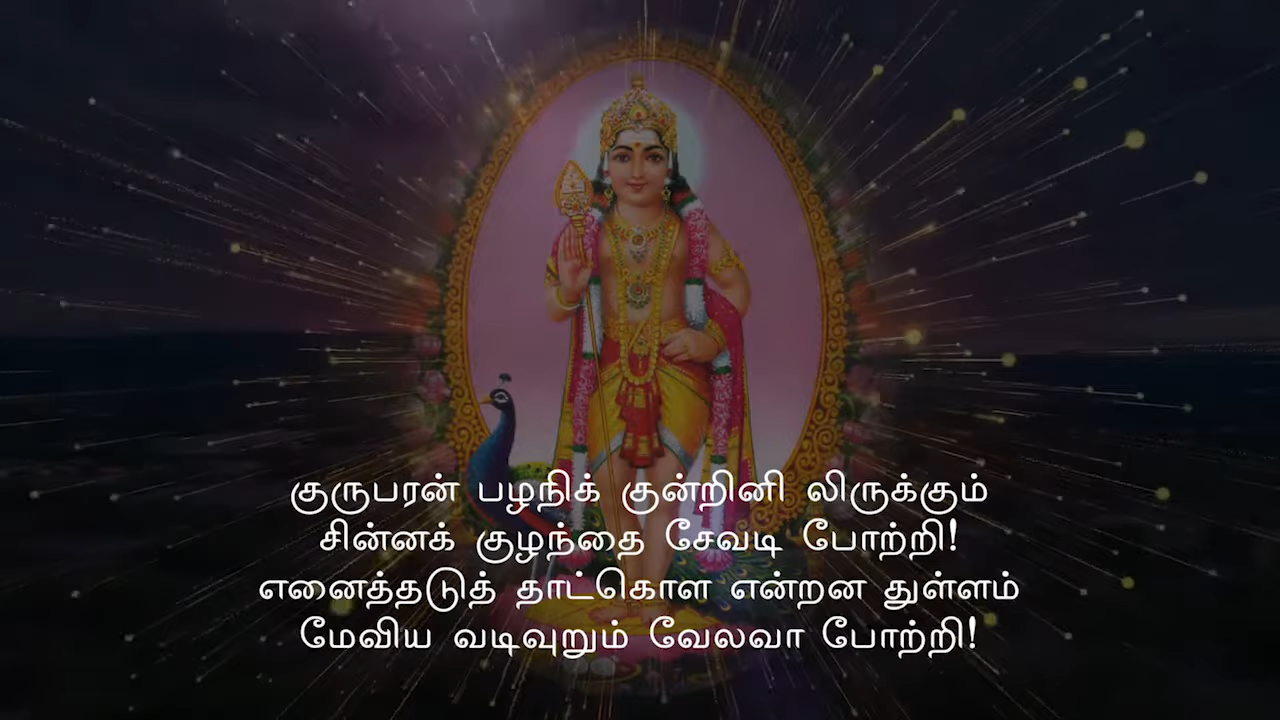 குருபரன் பழநிக் குன்றினி லிருக்கும்
சின்னக் குழந்தை சேவடி போற்றி!
எனைத்தடுத் தாட்கொள என்றன துள்ளம்
மேவிய வடிவுறும் வேலவா போற்றி!